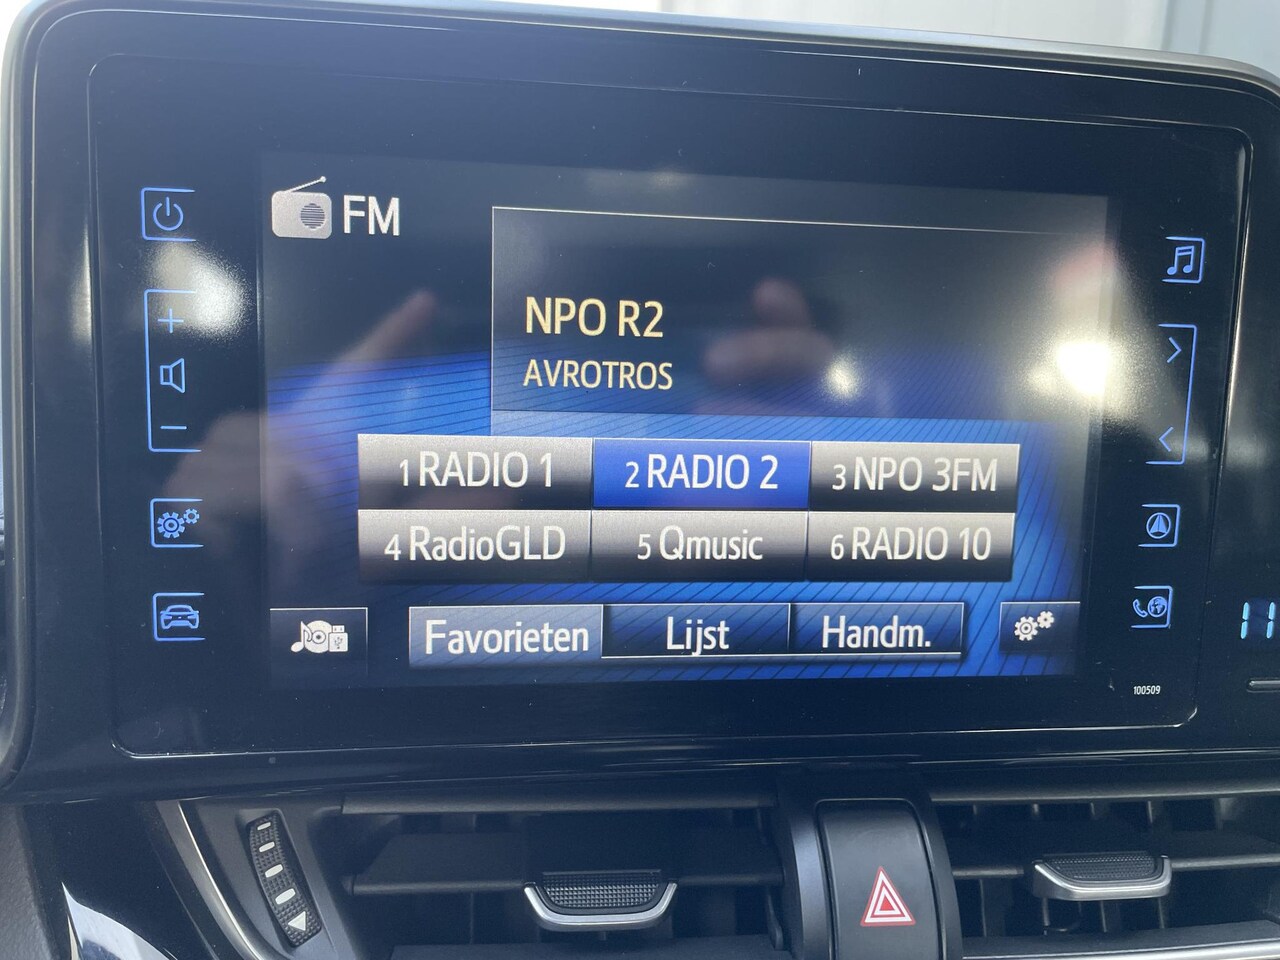 FM
NPO R2
AVROTROS
1 RADIO 1
2 RADIO 2
3 NPO 3FM
4 RadioGLD
5 Qmusic
6 RADIO 10
Favorieten
Lijst
Handm.
100509
11